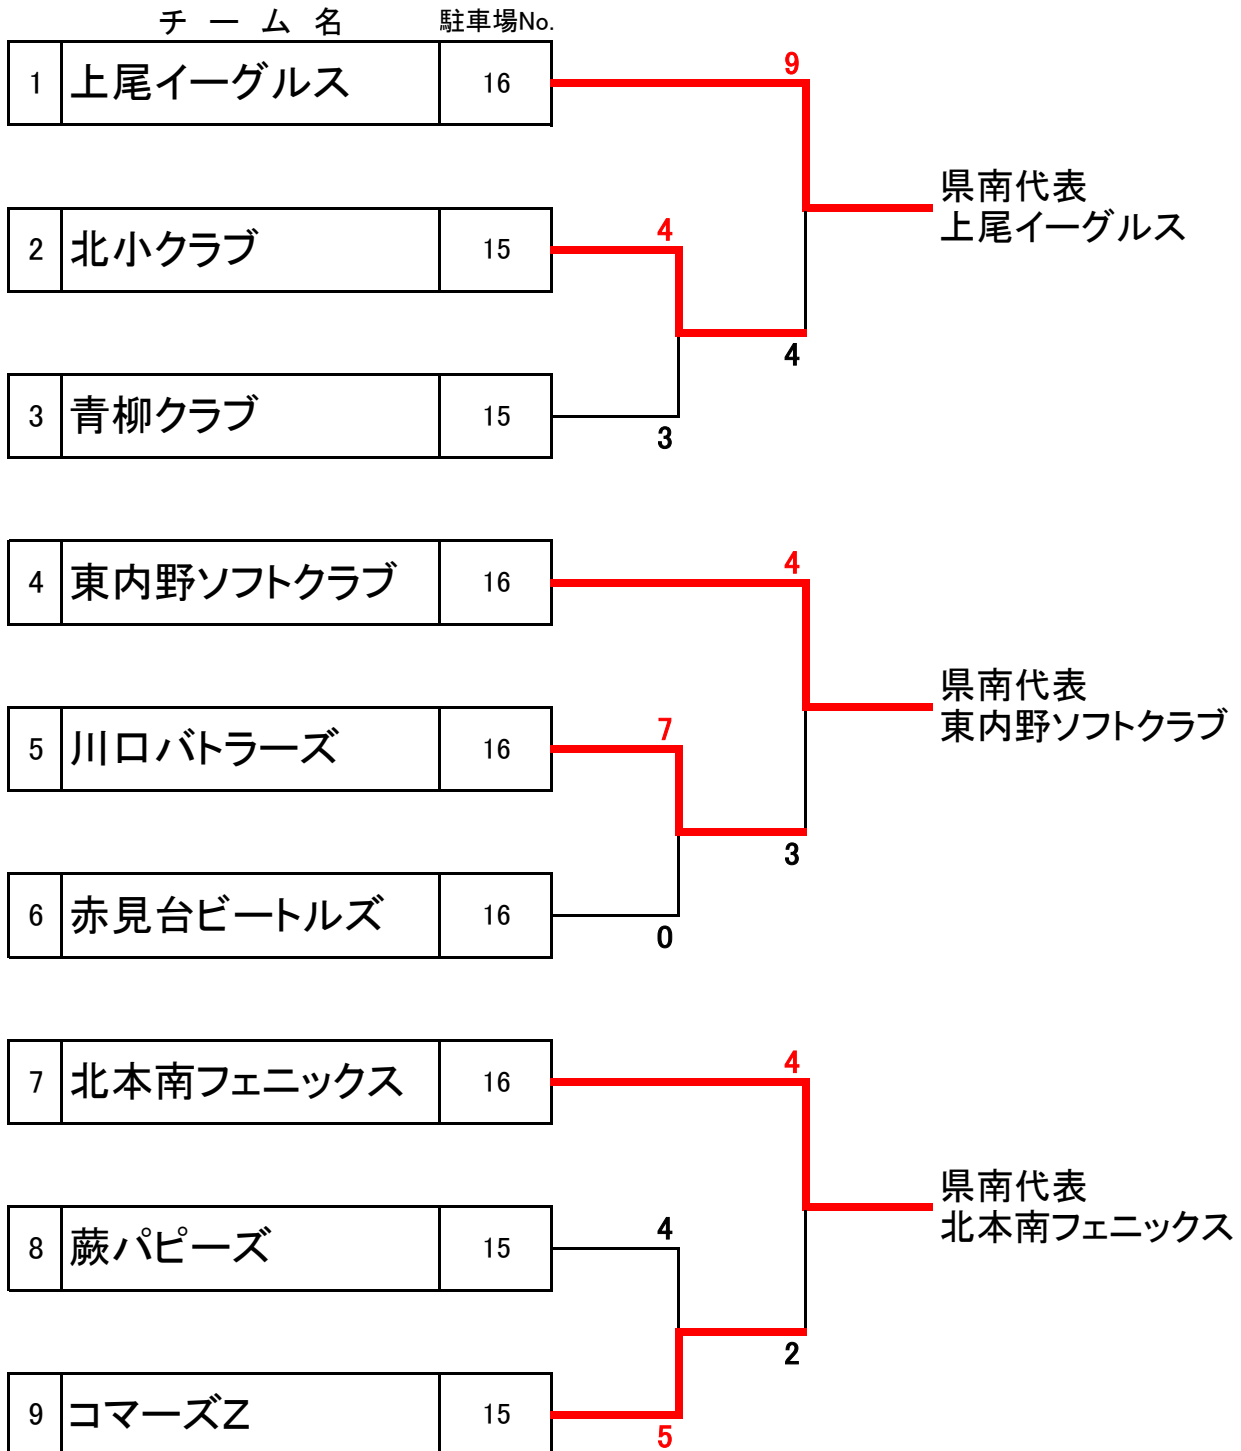 チーム名 駐車場No.
1 上尾イーグルス 16
9
県南代表
上尾イーグルス
2 北小クラブ 15
4
4
3 青柳クラブ 15
3
4 東内野ソフトクラブ 16
4
県南代表
東内野ソフトクラブ
5 川口バトラーズ 16
7
3
6 赤見台ビートルズ 16
0
7 北本南フェニックス 16
4
県南代表
北本南フェニックス
8 蕨パピーズ 15
4
2
9 コマーズZ 15
5